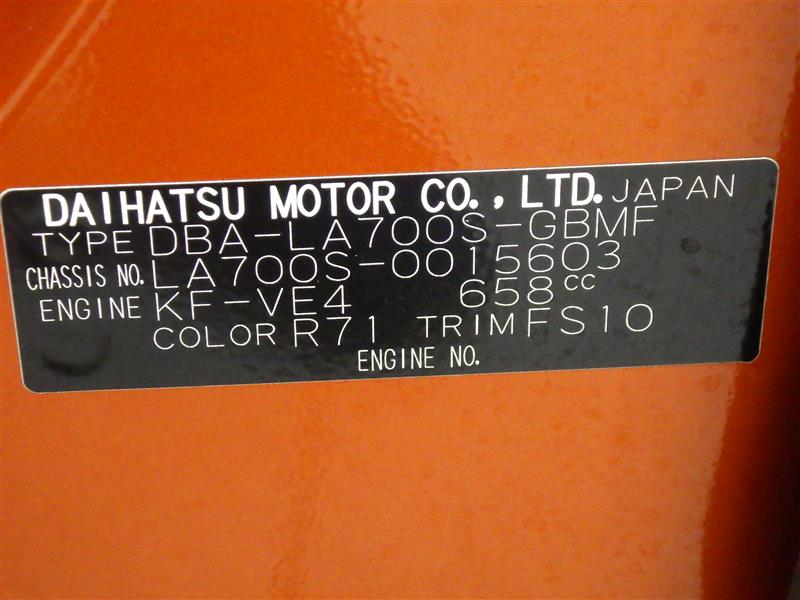 DAIHATSU MOTOR CO., LTD. JAPAN
TYPE DBA-LA700S-GBMF
CHASSIS NO. LA700S-0015603
ENGINE KF-VE4 658cc
COLOR R71 TRIM FS10
ENGINE NO.